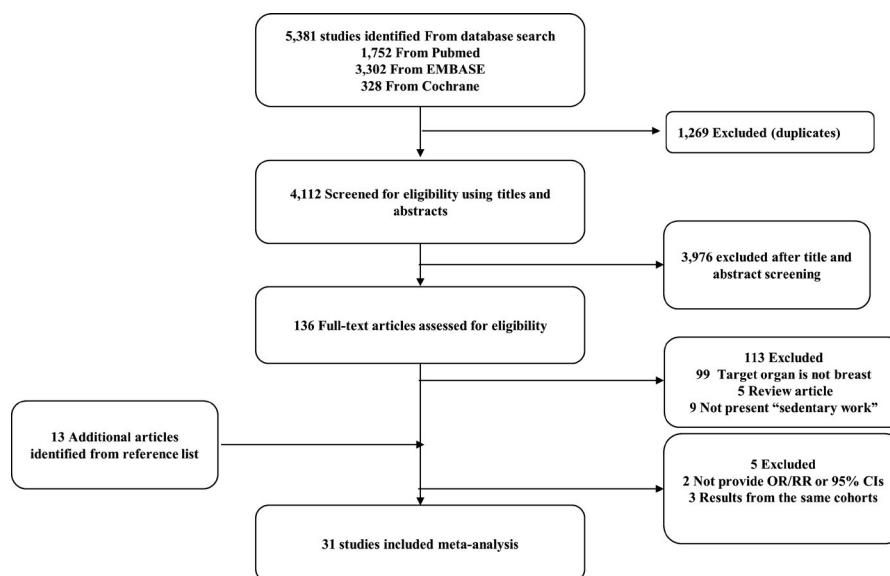 5,381 studies identified From database search
1,752 From Pubmed
3,302 From EMBASE
328 From Cochrane
1,269 Excluded (duplicates)
4,112 Screened for eligibility using titles and
abstracts
3,976 excluded after title and
abstract screening
136 Full-text articles assessed for eligibility
113 Excluded
99 Target organ is not breast
5 Review article
9 Not present “sedentary work”
13 Additional articles
identified from reference list
5 Excluded
2 Not provide OR/RR or 95% CIs
3 Results from the same cohorts
31 studies included meta-analysis